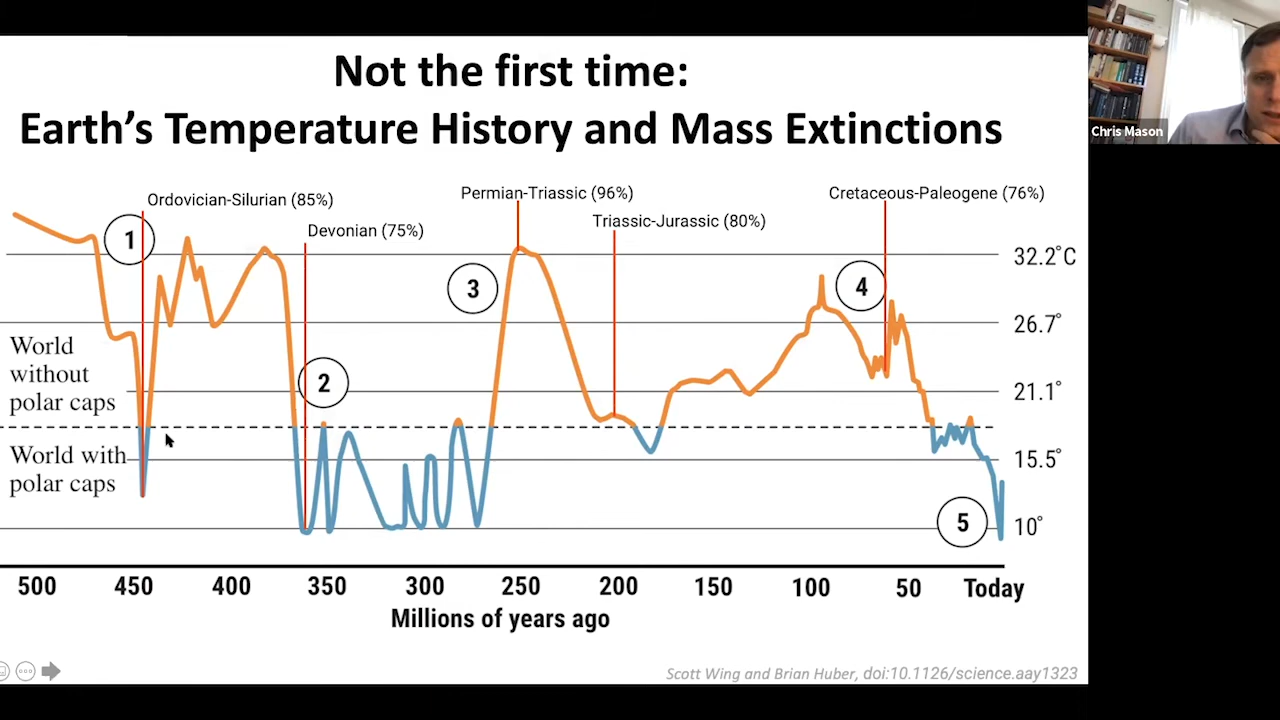 Not the first time:
Earth's Temperature History and Mass Extinctions
Chris Mason
Ordovician-Silurian (85%)
Devonian (75%)
Permian-Triassic (96%)
Triassic-Jurassic (80%)
Cretaceous-Paleogene (76%)
1
2
3
4
5
32.2°C
26.7°
21.1°
15.5°
10°
World
without
polar caps
World with
polar caps
500 450 400 350 300 250 200 150 100 50 Today
Millions of years ago
Scott Wing and Brian Huber, doi:10.1126/science.aay1323